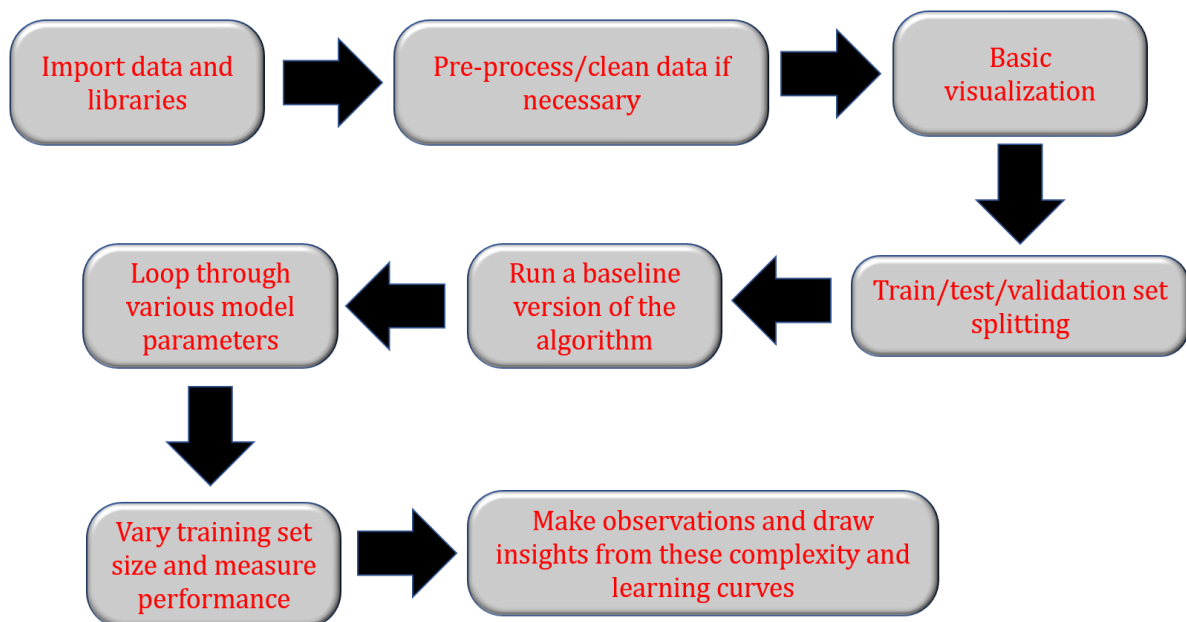 Import data and
libraries
Pre-process/clean data if
necessary
Basic
visualization
Train/test/validation set
splitting
Run a baseline
version of the
algorithm
Loop through
various model
parameters
Vary training set
size and measure
performance
Make observations and draw
insights from these complexity and
learning curves